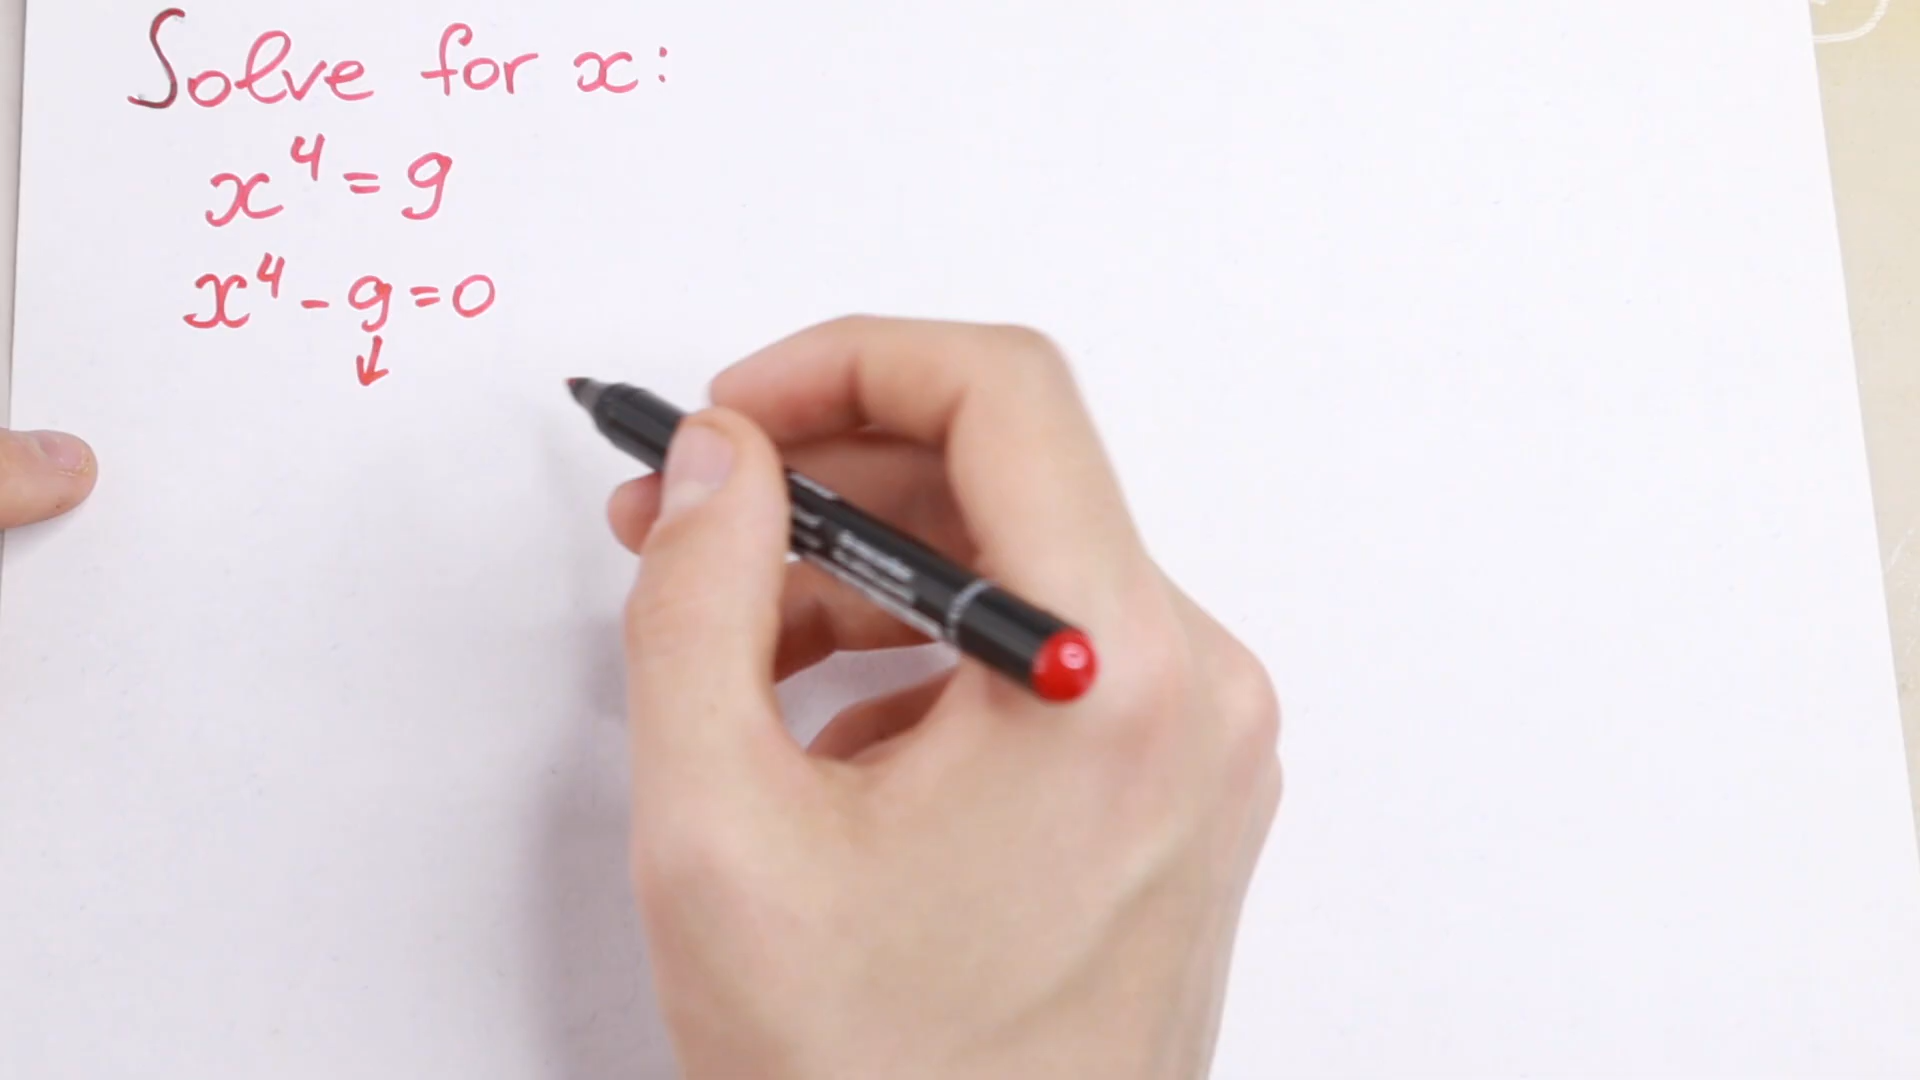 Solve for x:
x⁴ = 9
x⁴ - 9 = 0
↓